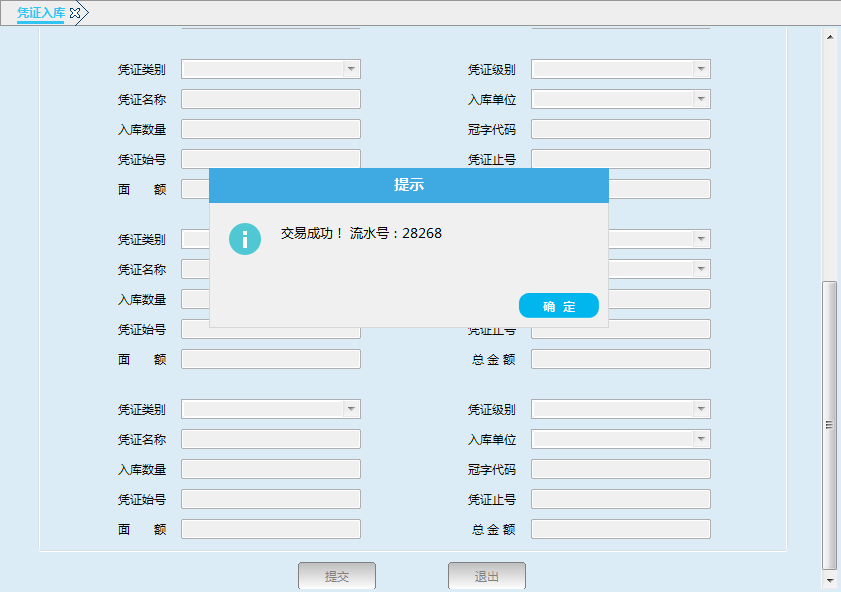 凭证入库
凭证类别 凭证级别
凭证名称 入库单位
入库数量 冠字代码
凭证始号 凭证止号
面 额
提示
交易成功！ 流水号：28268
确 定
凭证类别
凭证名称
入库数量
凭证始号 凭证止号
面 额 总 金 额
凭证类别 凭证级别
凭证名称 入库单位
入库数量 冠字代码
凭证始号 凭证止号
面 额 总 金 额
提交 退出